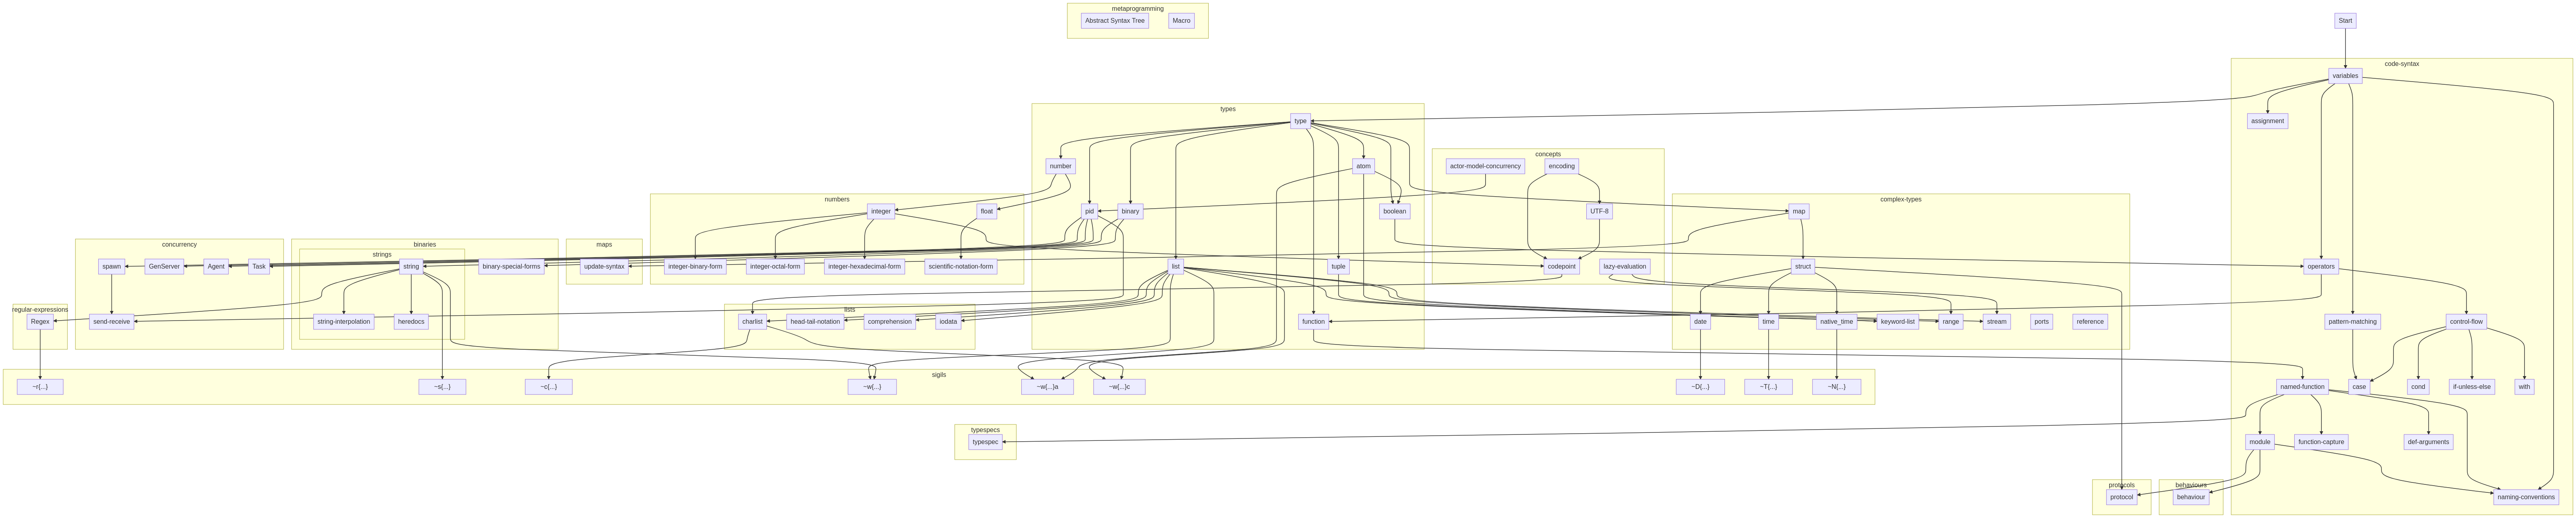 metaprogramming
Abstract Syntax Tree
Macro
Start
code-syntax
variables
types
assignment
type
concepts
number
atom
actor-model-concurrency
encoding
numbers
complex-types
integer
float
pid
binary
boolean
UTF-8
map
concurrency
binaries
maps
strings
spawn
GenServer
Agent
Task
string
binary-special-forms
update-syntax
integer-binary-form
integer-octal-form
integer-hexadecimal-form
scientific-notation-form
list
tuple
codepoint
lazy-evaluation
struct
operators
regular-expressions
lists
Regex
send-receive
string-interpolation
heredocs
charlist
head-tail-notation
comprehension
iodata
function
date
time
native_time
keyword-list
range
stream
ports
reference
pattern-matching
control-flow
sigils
~r{...}
~s{...}
~c{...}
~w{...}
~w{...}a
~w{...}c
~D{...}
~T{...}
~N{...}
named-function
case
cond
if-unless-else
with
typespecs
typespec
module
function-capture
def-arguments
protocols
behaviours
protocol
behaviour
naming-conventions